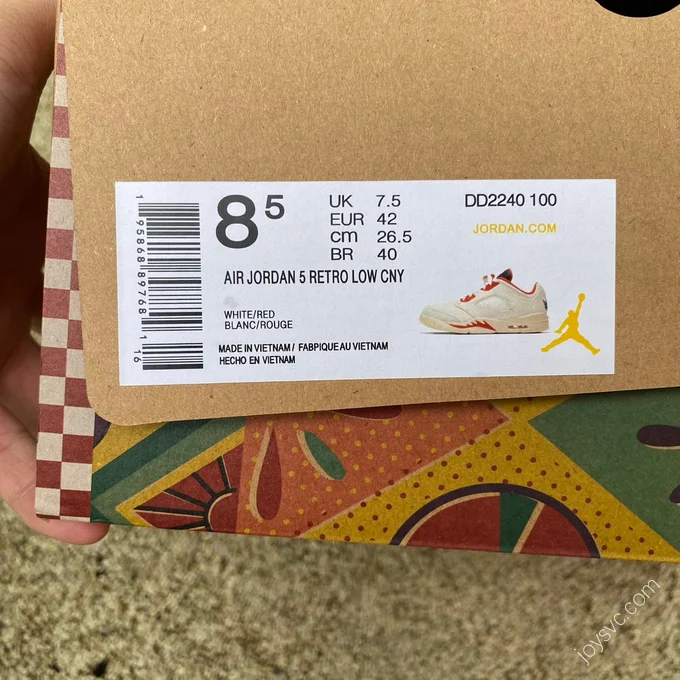 8⁵
UK 7.5
EUR 42
cm 26.5
BR 40
DD2240 100
JORDAN.COM
AIR JORDAN 5 RETRO LOW CNY
WHITE/RED
BLANC/ROUGE
MADE IN VIETNAM / FABRIQUE AU VIETNAM
HECHO EN VIETNAM
1 95868 89768 1 16
joysvc.com